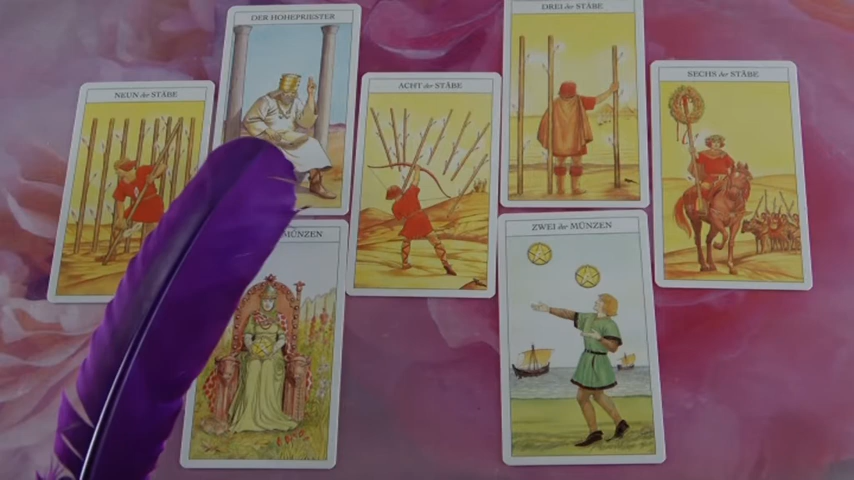 DER HOHEPRIESTER
DREI der STÄBE
NEUN der STÄBE
ACHT der STÄBE
SECHS der STÄBE
MÜNZEN
ZWEI der MÜNZEN